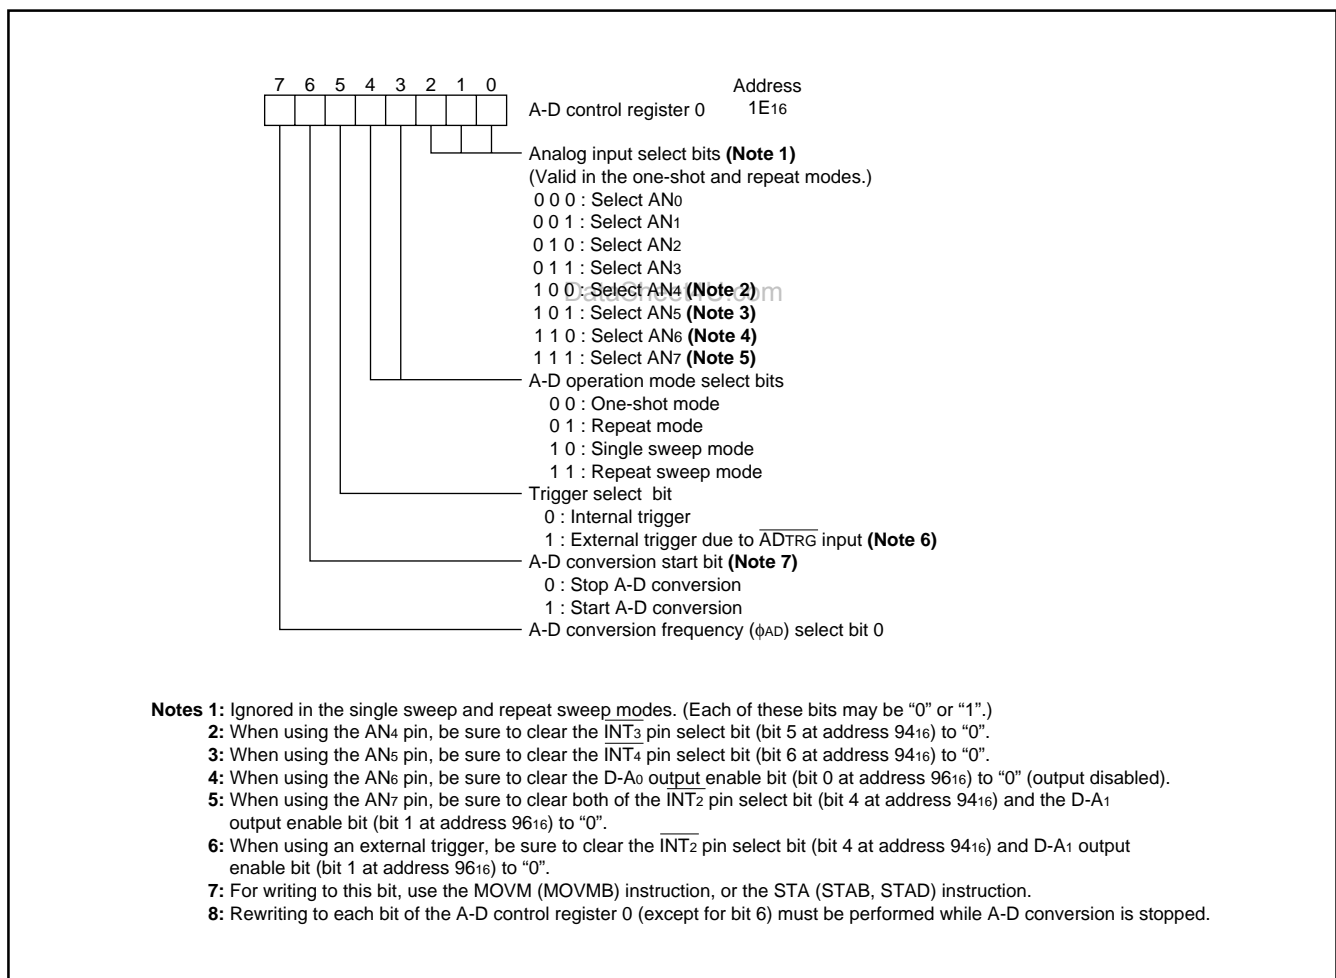 7 6 5 4 3 2 1 0 Address
A-D control register 0 1E16
Analog input select bits (Note 1)
(Valid in the one-shot and repeat modes.)
0 0 0 : Select AN0
0 0 1 : Select AN1
0 1 0 : Select AN2
0 1 1 : Select AN3
1 0 0 : Select AN4 (Note 2)
DataSheet4U.com
1 0 1 : Select AN5 (Note 3)
1 1 0 : Select AN6 (Note 4)
1 1 1 : Select AN7 (Note 5)
A-D operation mode select bits
0 0 : One-shot mode
0 1 : Repeat mode
1 0 : Single sweep mode
1 1 : Repeat sweep mode
Trigger select bit
0 : Internal trigger
1 : External trigger due to ADTRG input (Note 6)
A-D conversion start bit (Note 7)
0 : Stop A-D conversion
1 : Start A-D conversion
A-D conversion frequency (ϕAD) select bit 0
Notes 1: Ignored in the single sweep and repeat sweep modes. (Each of these bits may be “0” or “1”.)
2: When using the AN4 pin, be sure to clear the INT3 pin select bit (bit 5 at address 9416) to “0”.
3: When using the AN5 pin, be sure to clear the INT4 pin select bit (bit 6 at address 9416) to “0”.
4: When using the AN6 pin, be sure to clear the D-A0 output enable bit (bit 0 at address 9616) to “0” (output disabled).
5: When using the AN7 pin, be sure to clear both of the INT2 pin select bit (bit 4 at address 9416) and the D-A1
output enable bit (bit 1 at address 9616) to “0”.
6: When using an external trigger, be sure to clear the INT2 pin select bit (bit 4 at address 9416) and D-A1 output
enable bit (bit 1 at address 9616) to “0”.
7: For writing to this bit, use the MOVM (MOVMB) instruction, or the STA (STAB, STAD) instruction.
8: Rewriting to each bit of the A-D control register 0 (except for bit 6) must be performed while A-D conversion is stopped.